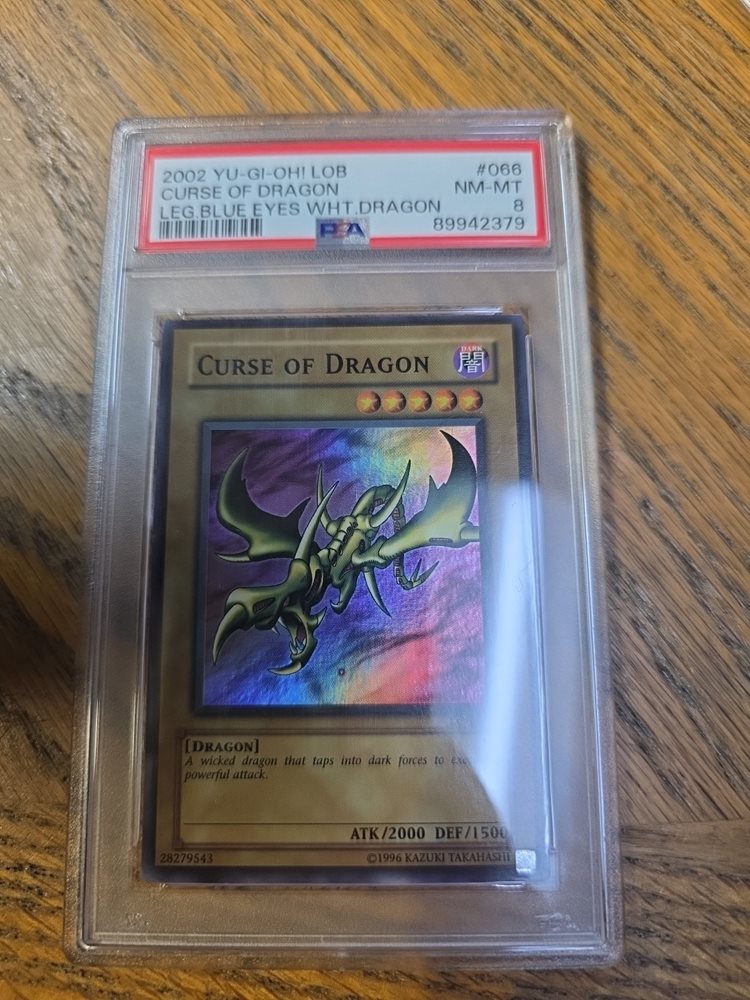 2002 YU-GI-OH! LOB #066
CURSE OF DRAGON NM-MT
LEG.BLUE EYES WHT.DRAGON 8
PSA 89942379
CURSE OF DRAGON
DARK
闇
[DRAGON]
A wicked dragon that taps into dark forces to
powerful attack.
ATK/2000 DEF/1500
28279543 ©1996 KAZUKI TAKAHASHI